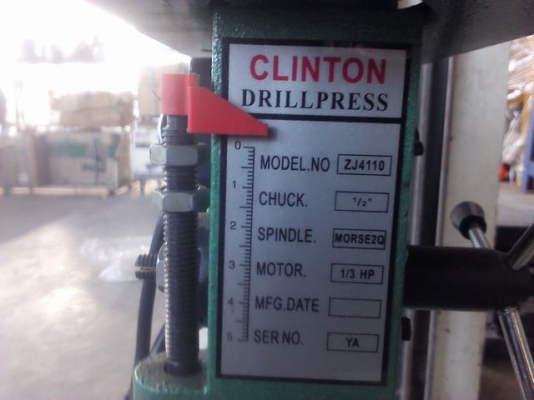 CLINTON
DRILLPRESS
0
MODEL.NO ZJ4110
1
CHUCK. 1/2"
2
SPINDLE. MORSE2Q
3
MOTOR. 1/3 HP
4
MFG.DATE
5
SER NO. YA